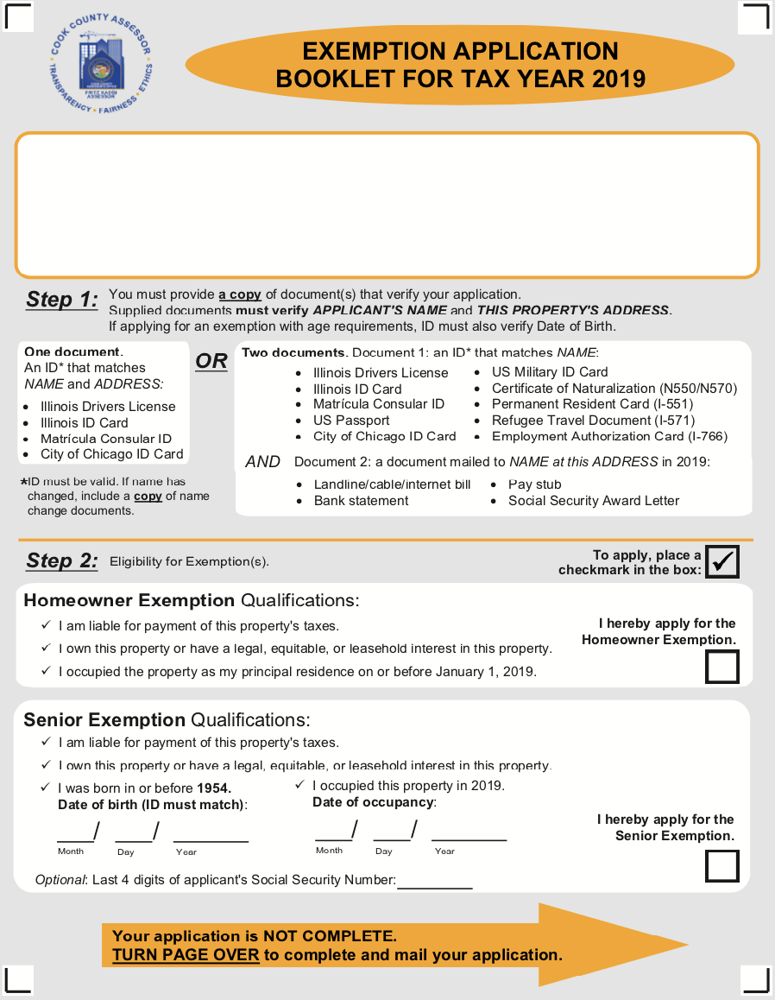 COOK COUNTY ASSESSOR
TRANSPARENCY • FAIRNESS • ETHICS
COOK COUNTY
ASSESSOR'S OFFICE
FRITZ KAEGI
ASSESSOR
EXEMPTION APPLICATION
BOOKLET FOR TAX YEAR 2019
Step 1:
You must provide a copy of document(s) that verify your application.
Supplied documents must verify APPLICANT'S NAME and THIS PROPERTY'S ADDRESS.
If applying for an exemption with age requirements, ID must also verify Date of Birth.
One document.
An ID* that matches
NAME and ADDRESS:
• Illinois Drivers License
• Illinois ID Card
• Matrícula Consular ID
• City of Chicago ID Card
*ID must be valid. If name has
changed, include a copy of name
change documents.
OR
Two documents. Document 1: an ID* that matches NAME:
• Illinois Drivers License
• Illinois ID Card
• Matrícula Consular ID
• US Passport
• City of Chicago ID Card
• US Military ID Card
• Certificate of Naturalization (N550/N570)
• Permanent Resident Card (I-551)
• Refugee Travel Document (I-571)
• Employment Authorization Card (I-766)
AND Document 2: a document mailed to NAME at this ADDRESS in 2019:
• Landline/cable/internet bill
• Bank statement
• Pay stub
• Social Security Award Letter
Step 2:
Eligibility for Exemption(s).
To apply, place a
checkmark in the box: ✓
Homeowner Exemption Qualifications:
✓ I am liable for payment of this property's taxes.
✓ I own this property or have a legal, equitable, or leasehold interest in this property.
✓ I occupied the property as my principal residence on or before January 1, 2019.
I hereby apply for the
Homeowner Exemption.
Senior Exemption Qualifications:
✓ I am liable for payment of this property's taxes.
✓ I own this property or have a legal, equitable, or leasehold interest in this property.
✓ I was born in or before 1954.
Date of birth (ID must match):
____/ ____/ ________
Month Day Year
✓ I occupied this property in 2019.
Date of occupancy:
____/ ____/ ________
Month Day Year
I hereby apply for the
Senior Exemption.
Optional: Last 4 digits of applicant's Social Security Number:________
Your application is NOT COMPLETE.
TURN PAGE OVER to complete and mail your application.